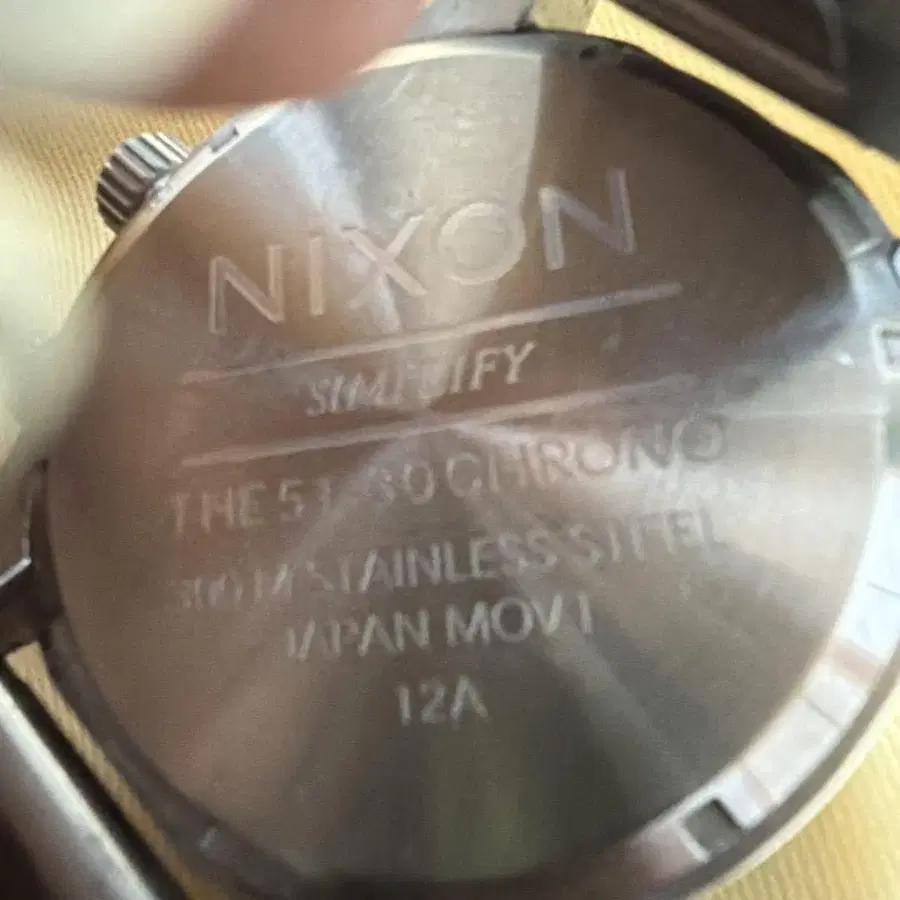 NIXON
SIMPLIFY
THE 51-30 CHRONO
300M STAINLESS STEEL
JAPAN MOVT
12A